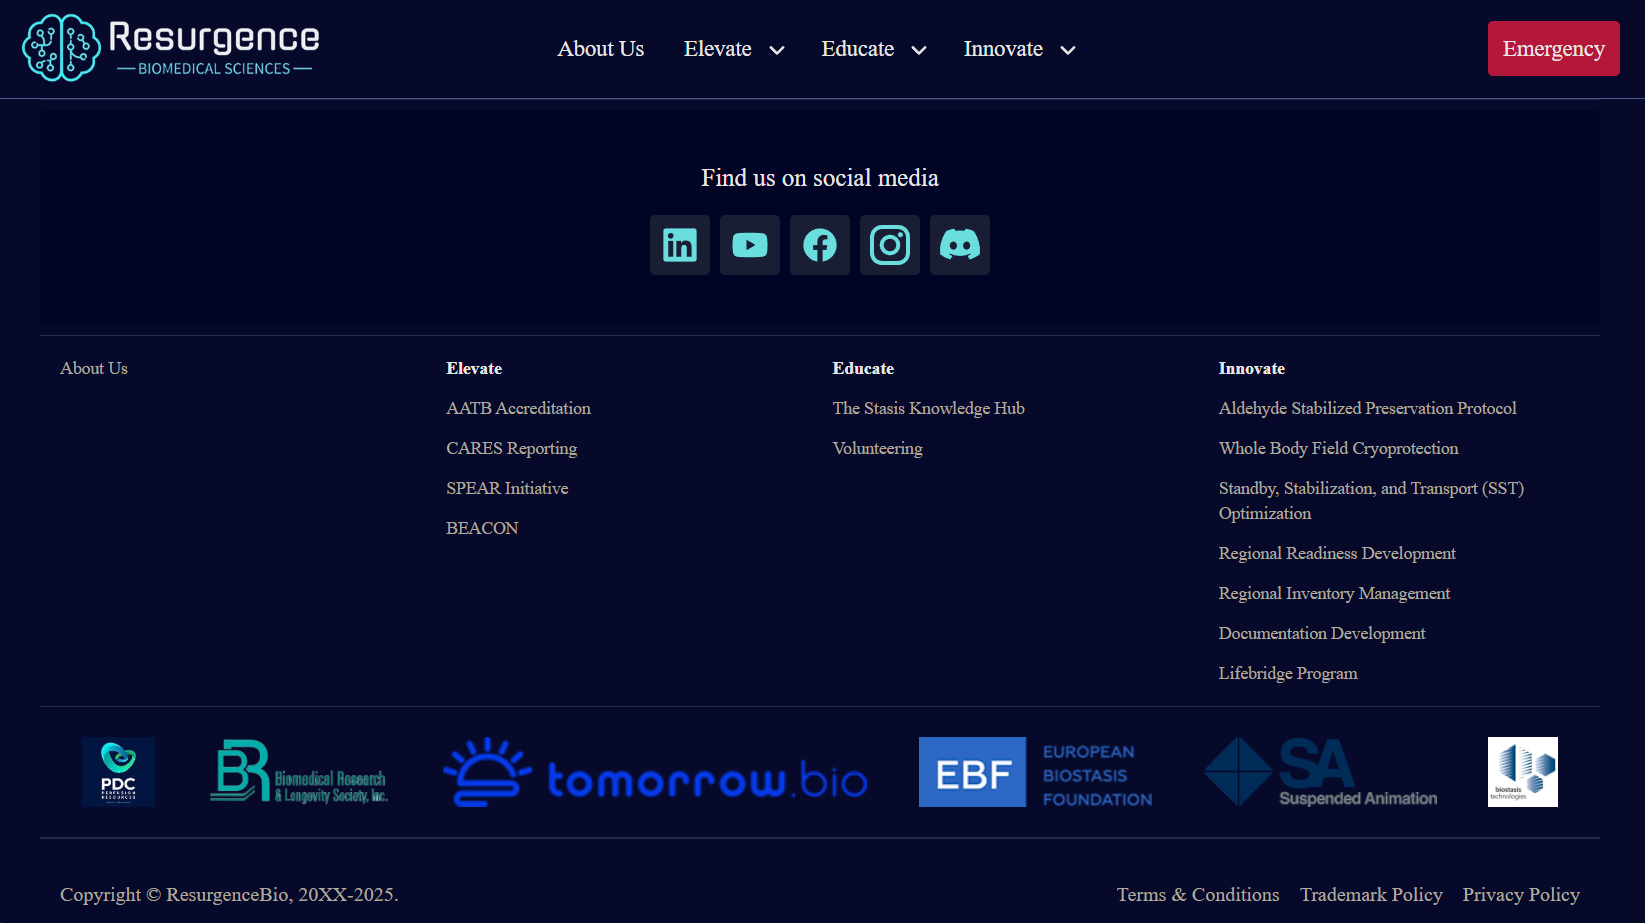 Resurgence
BIOMEDICAL SCIENCES
About Us
Elevate
Educate
Innovate
Emergency
Find us on social media
in
About Us
Elevate
AATB Accreditation
CARES Reporting
SPEAR Initiative
BEACON
Educate
The Stasis Knowledge Hub
Volunteering
Innovate
Aldehyde Stabilized Preservation Protocol
Whole Body Field Cryoprotection
Standby, Stabilization, and Transport (SST)
Optimization
Regional Readiness Development
Regional Inventory Management
Documentation Development
Lifebridge Program
PDC
PERFUSION
RESOURCES
BR
Biomedical Research
& Longevity Society, Inc.
tomorrow.bio
EBF
EUROPEAN
BIOSTASIS
FOUNDATION
SA
Suspended Animation
biostasis
technologies
Copyright © ResurgenceBio, 20XX-2025.
Terms & Conditions
Trademark Policy
Privacy Policy